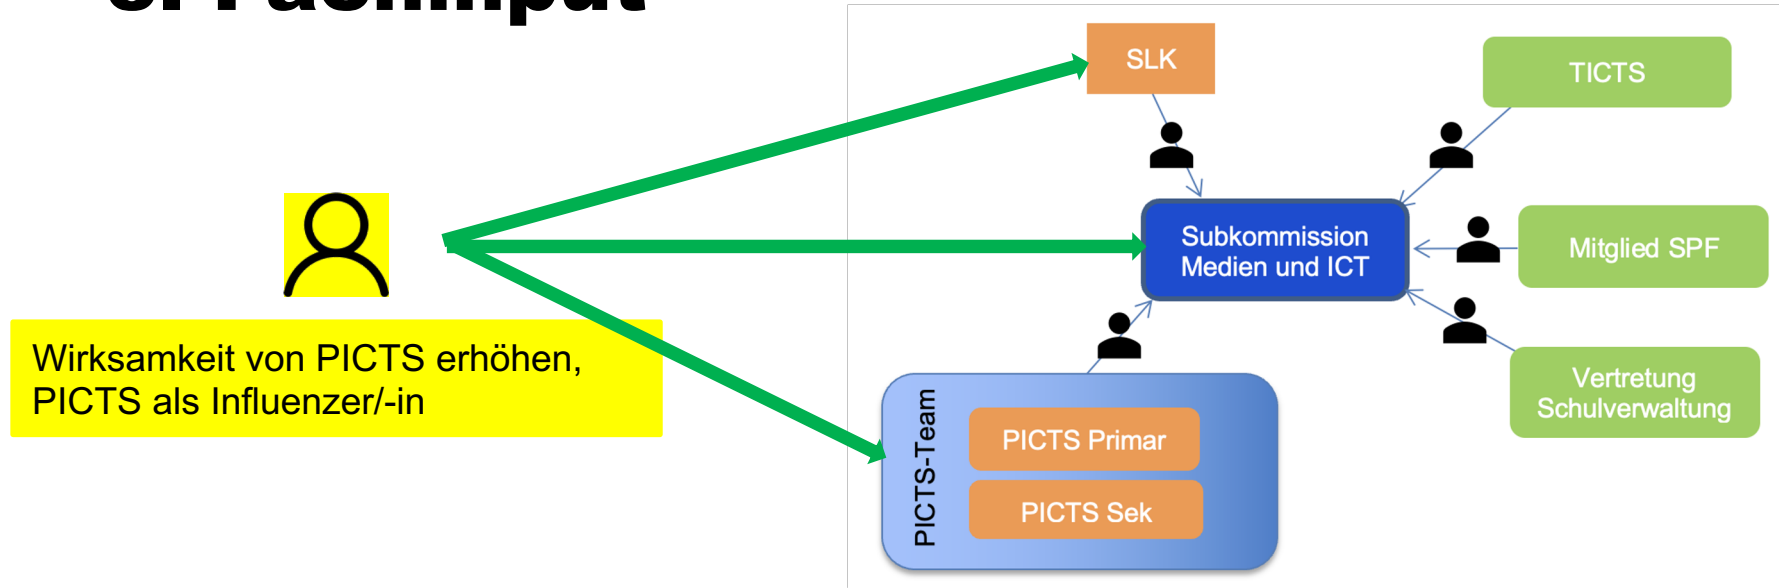 SLK
TICTS
Subkommission
Medien und ICT
Mitglied SPF
Wirksamkeit von PICTS erhöhen,
PICTS als Influenzer/-in
Vertretung
Schulverwaltung
PICTS-Team
PICTS Primar
PICTS Sek